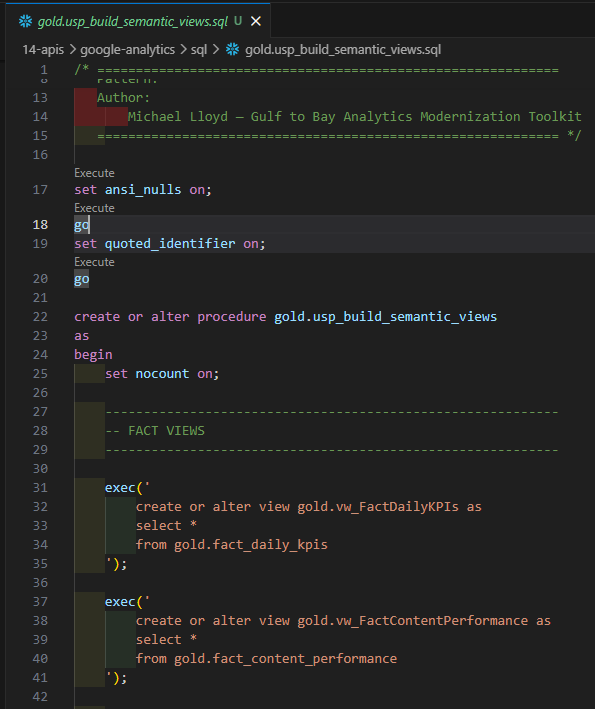 gold.usp_build_semantic_views.sql U ×
14-apis > google-analytics > sql > gold.usp_build_semantic_views.sql
1 /* ============================================================
8 Pattern:
13 Author:
14 Michael Lloyd – Gulf to Bay Analytics Modernization Toolkit
15 ============================================================ */
16
Execute
17 set ansi_nulls on;
Execute
18 go
19 set quoted_identifier on;
Execute
20 go
21
22 create or alter procedure gold.usp_build_semantic_views
23 as
24 begin
25 set nocount on;
26
27 -----------------------------------------------------------
28 -- FACT VIEWS
29 -----------------------------------------------------------
30
31 exec('
32 create or alter view gold.vw_FactDailyKPIs as
33 select *
34 from gold.fact_daily_kpis
35 ');
36
37 exec('
38 create or alter view gold.vw_FactContentPerformance as
39 select *
40 from gold.fact_content_performance
41 ');
42